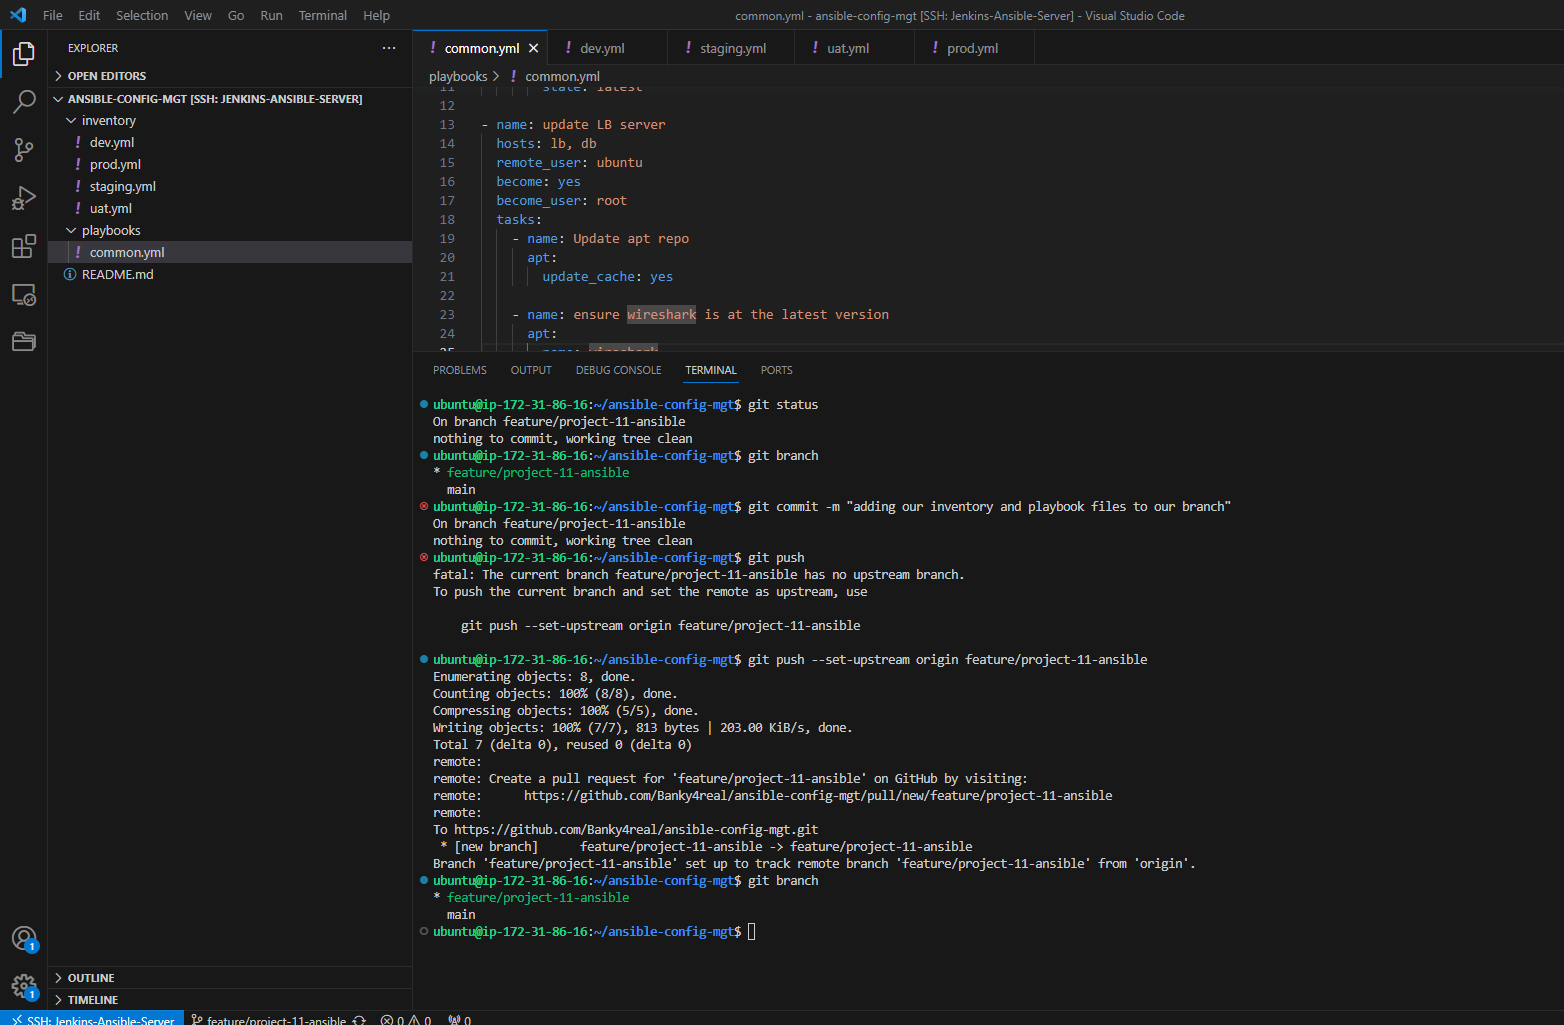 File Edit Selection View Go Run Terminal Help
common.yml - ansible-config-mgt [SSH: Jenkins-Ansible-Server] - Visual Studio Code
EXPLORER ...
OPEN EDITORS
ANSIBLE-CONFIG-MGT [SSH: JENKINS-ANSIBLE-SERVER]
inventory
! dev.yml
! prod.yml
! staging.yml
! uat.yml
playbooks
! common.yml
README.md
OUTLINE
TIMELINE
1
1
! common.yml ! dev.yml ! staging.yml ! uat.yml ! prod.yml
playbooks > ! common.yml
11 state: latest
12
13 - name: update LB server
14 hosts: lb, db
15 remote_user: ubuntu
16 become: yes
17 become_user: root
18 tasks:
19 - name: Update apt repo
20 apt:
21 update_cache: yes
22
23 - name: ensure wireshark is at the latest version
24 apt:
25 name: wireshark
PROBLEMS OUTPUT DEBUG CONSOLE TERMINAL PORTS
ubuntu@ip-172-31-86-16:~/ansible-config-mgt$ git status
On branch feature/project-11-ansible
nothing to commit, working tree clean
ubuntu@ip-172-31-86-16:~/ansible-config-mgt$ git branch
* feature/project-11-ansible
main
ubuntu@ip-172-31-86-16:~/ansible-config-mgt$ git commit -m "adding our inventory and playbook files to our branch"
On branch feature/project-11-ansible
nothing to commit, working tree clean
ubuntu@ip-172-31-86-16:~/ansible-config-mgt$ git push
fatal: The current branch feature/project-11-ansible has no upstream branch.
To push the current branch and set the remote as upstream, use
git push --set-upstream origin feature/project-11-ansible
ubuntu@ip-172-31-86-16:~/ansible-config-mgt$ git push --set-upstream origin feature/project-11-ansible
Enumerating objects: 8, done.
Counting objects: 100% (8/8), done.
Compressing objects: 100% (5/5), done.
Writing objects: 100% (7/7), 813 bytes | 203.00 KiB/s, done.
Total 7 (delta 0), reused 0 (delta 0)
remote:
remote: Create a pull request for 'feature/project-11-ansible' on GitHub by visiting:
remote: https://github.com/Banky4real/ansible-config-mgt/pull/new/feature/project-11-ansible
remote:
To https://github.com/Banky4real/ansible-config-mgt.git
* [new branch] feature/project-11-ansible -> feature/project-11-ansible
Branch 'feature/project-11-ansible' set up to track remote branch 'feature/project-11-ansible' from 'origin'.
ubuntu@ip-172-31-86-16:~/ansible-config-mgt$ git branch
* feature/project-11-ansible
main
ubuntu@ip-172-31-86-16:~/ansible-config-mgt$
SSH: Jenkins-Ansible-Server feature/project-11-ansible 0 0 0